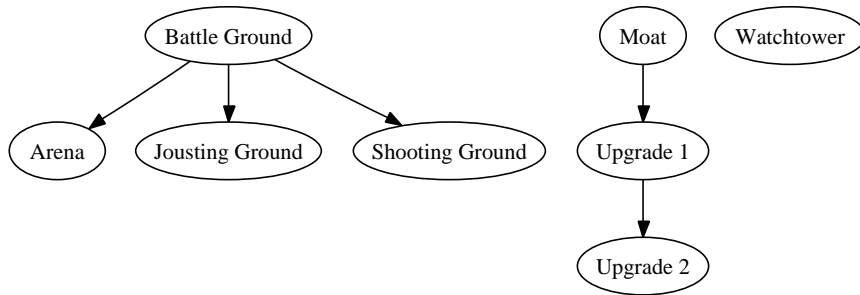 Battle Ground
Moat
Watchtower
Arena
Jousting Ground
Shooting Ground
Upgrade 1
Upgrade 2